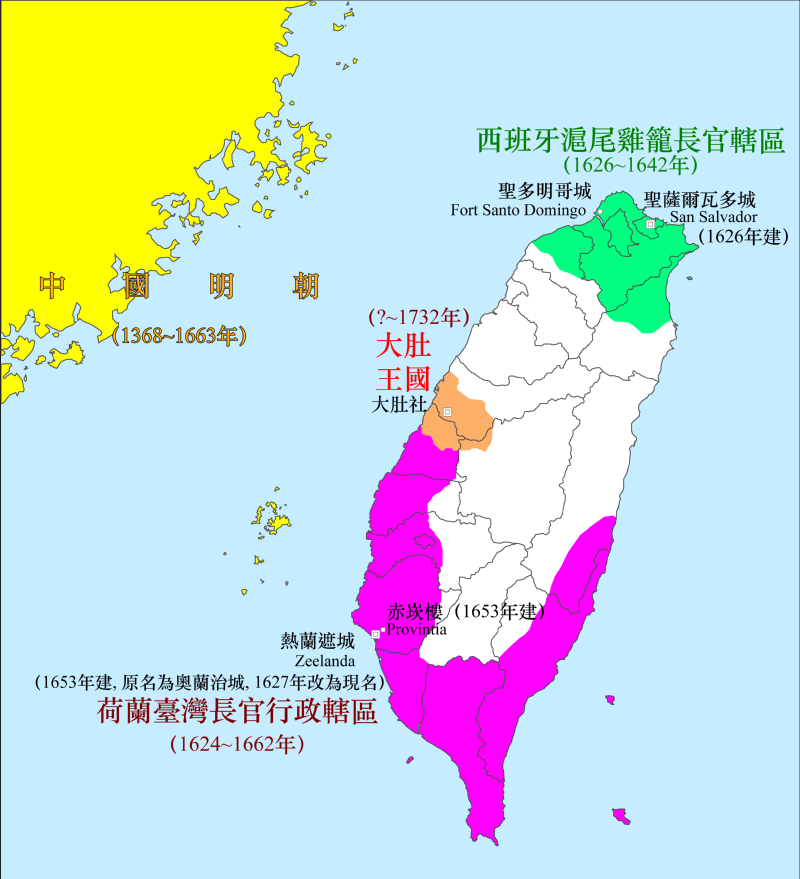 西班牙滬尾雞籠長官轄區
(1626~1642年)
聖多明哥城
Fort Santo Domingo
聖薩爾瓦多城
San Salvador
(1626年建)
中國明朝
(1368~1663年)
(?~1732年)
大肚
王國
大肚社
赤崁樓 (1653年建)
Provintia
熱蘭遮城
Zeelanda
(1653年建, 原名為奧蘭治城, 1627年改為現名)
荷蘭臺灣長官行政轄區
(1624~1662年)